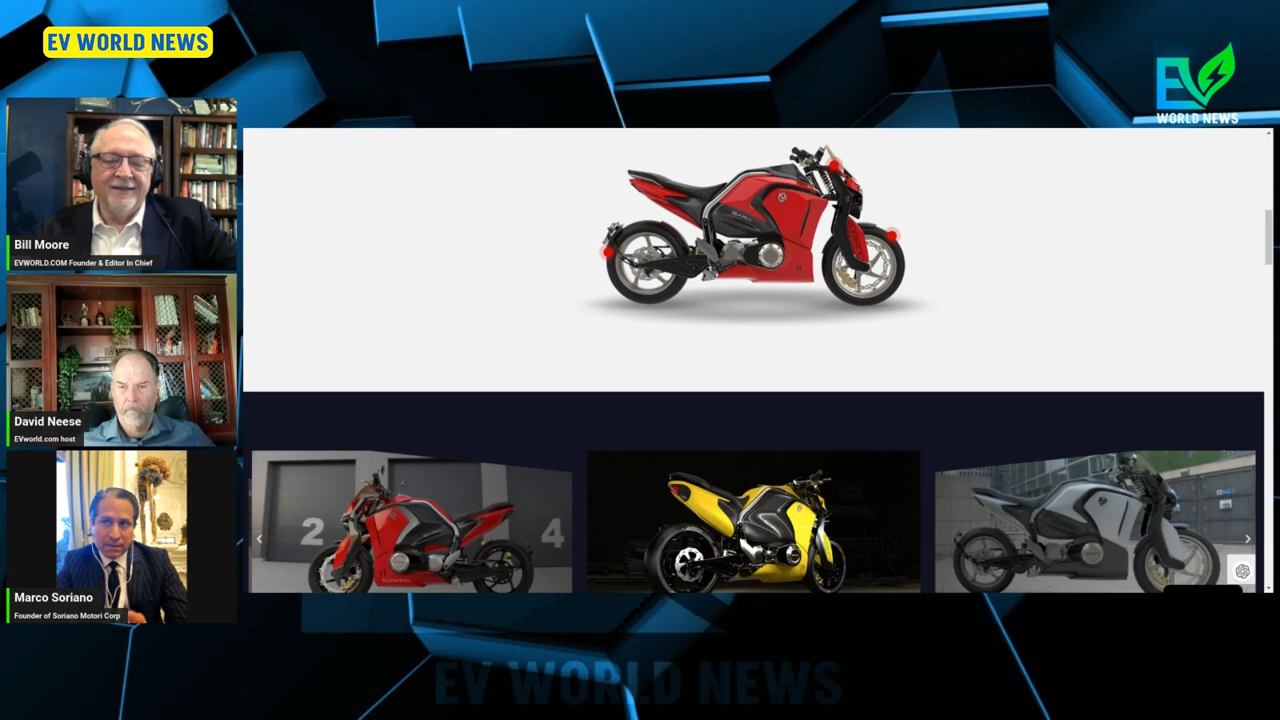 EV WORLD NEWS
EV
WORLD NEWS
Bill Moore
EVWORLD.COM Founder & Editor In Chief
David Neese
EVworld.com host
Marco Soriano
Founder of Soriano Motori Corp
2
4
EV WORLD NEWS